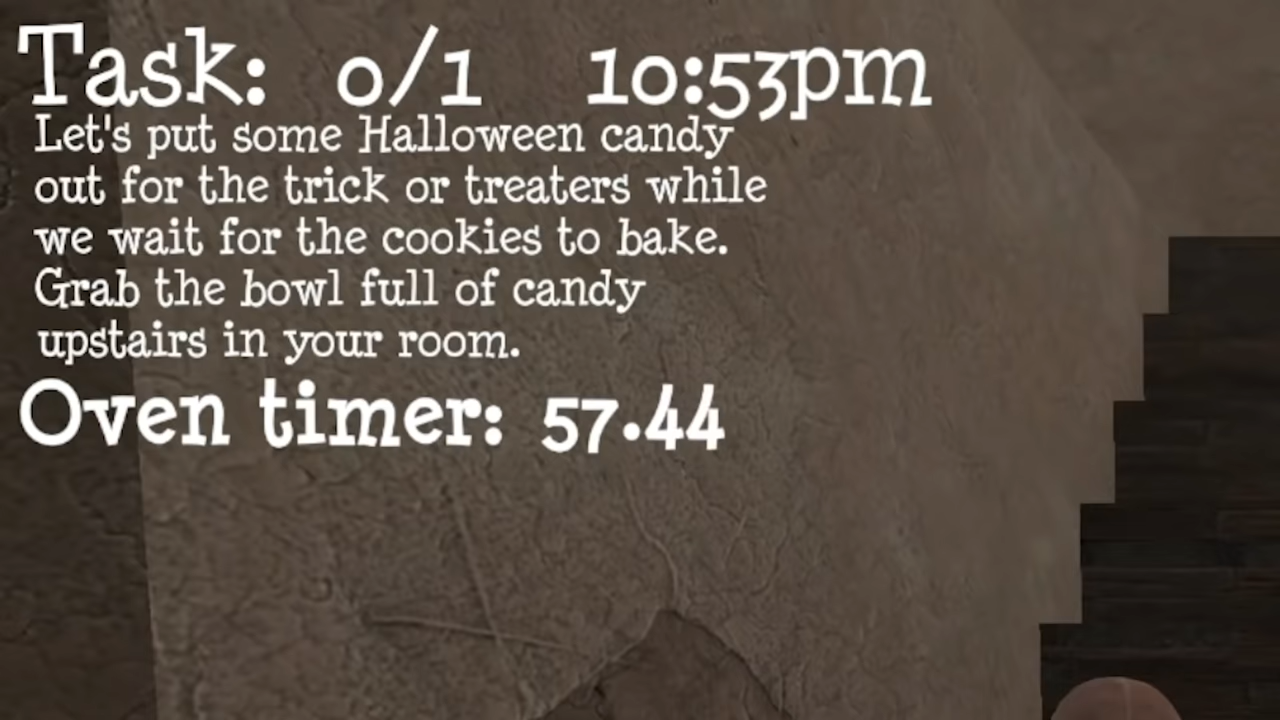 Task: 0/1 10:53pm
Let's put some Halloween candy
out for the trick or treaters while
we wait for the cookies to bake.
Grab the bowl full of candy
upstairs in your room.
Oven timer: 57.44